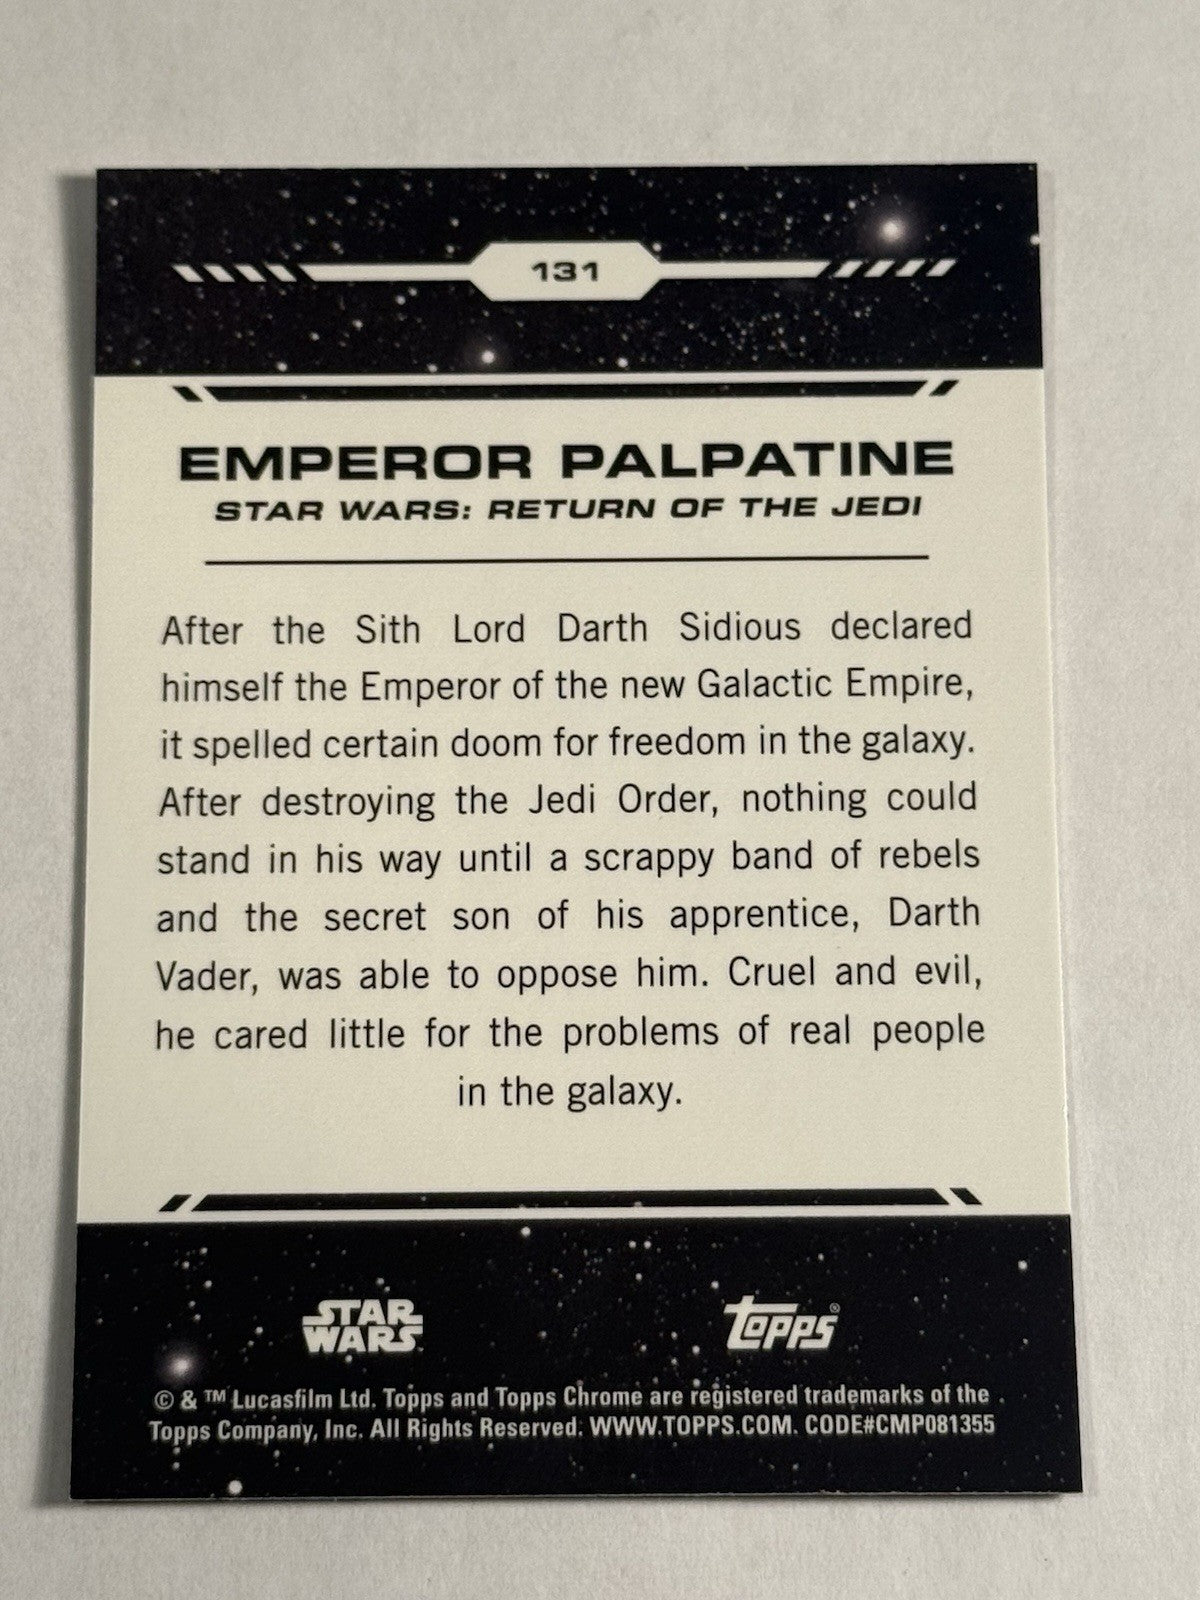 131
EMPEROR PALPATINE
STAR WARS: RETURN OF THE JEDI
After the Sith Lord Darth Sidious declared
himself the Emperor of the new Galactic Empire,
it spelled certain doom for freedom in the galaxy.
After destroying the Jedi Order, nothing could
stand in his way until a scrappy band of rebels
and the secret son of his apprentice, Darth
Vader, was able to oppose him. Cruel and evil,
he cared little for the problems of real people
in the galaxy.
STAR WARS
topps®
© & ™ Lucasfilm Ltd. Topps and Topps Chrome are registered trademarks of the
Topps Company, Inc. All Rights Reserved. WWW.TOPPS.COM. CODE#CMP081355